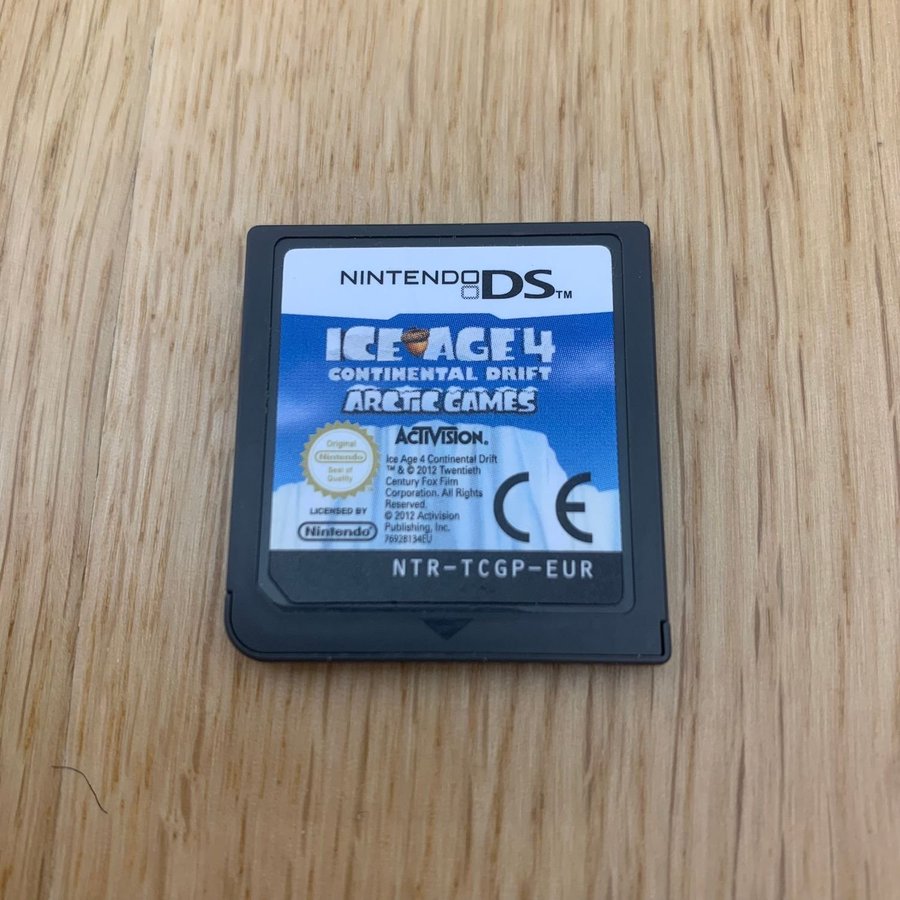 NINTENDO DS™
ICE AGE 4
CONTINENTAL DRIFT
ARCTIC GAMES
ACTIVISION®
Original
Nintendo
Seal of
Quality
LICENSED BY
Nintendo
Ice Age 4 Continental Drift
™ & © 2012 Twentieth
Century Fox Film
Corporation. All Rights
Reserved.
© 2012 Activision
Publishing, Inc.
76928134EU
CE
NTR-TCGP-EUR